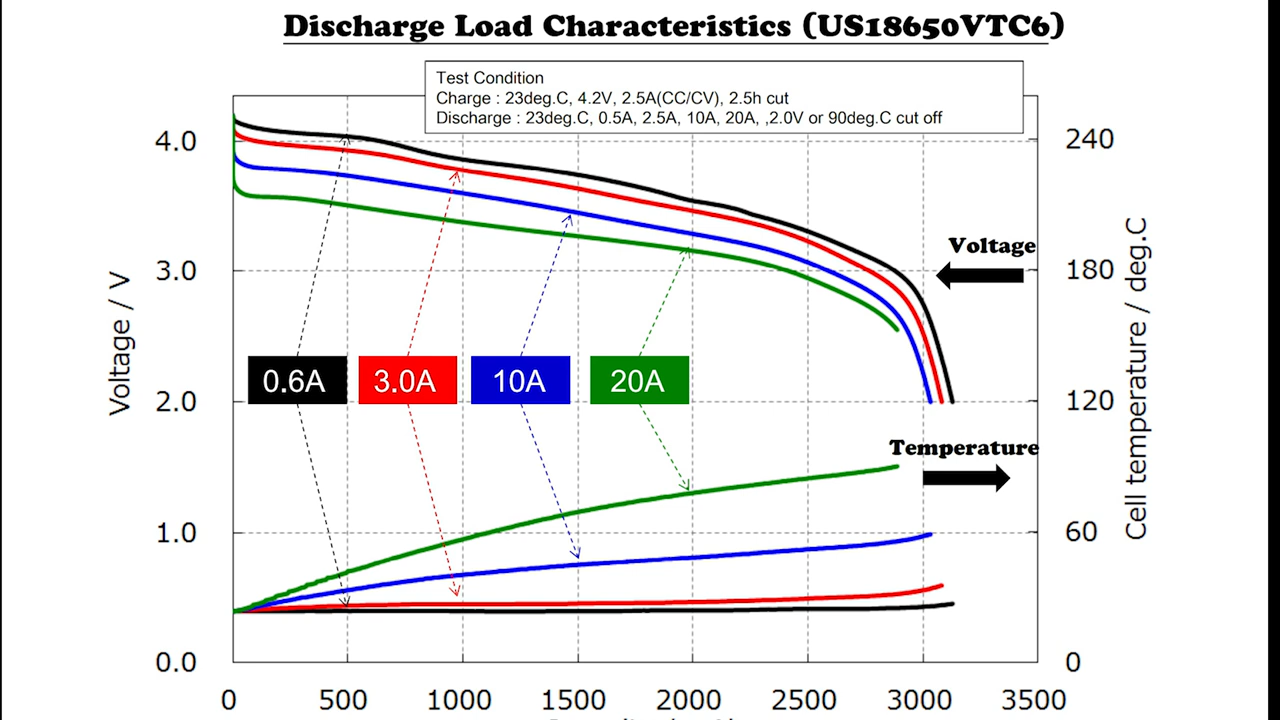 Discharge Load Characteristics (US18650VTC6)
Test Condition
Charge : 23deg.C, 4.2V, 2.5A(CC/CV), 2.5h cut
Discharge : 23deg.C, 0.5A, 2.5A, 10A, 20A, ,2.0V or 90deg.C cut off
4.0
240
Voltage
3.0
180
Voltage / V
Cell temperature / deg.C
0.6A
3.0A
10A
20A
2.0
120
Temperature
1.0
60
0.0
0
0
500
1000
1500
2000
2500
3000
3500